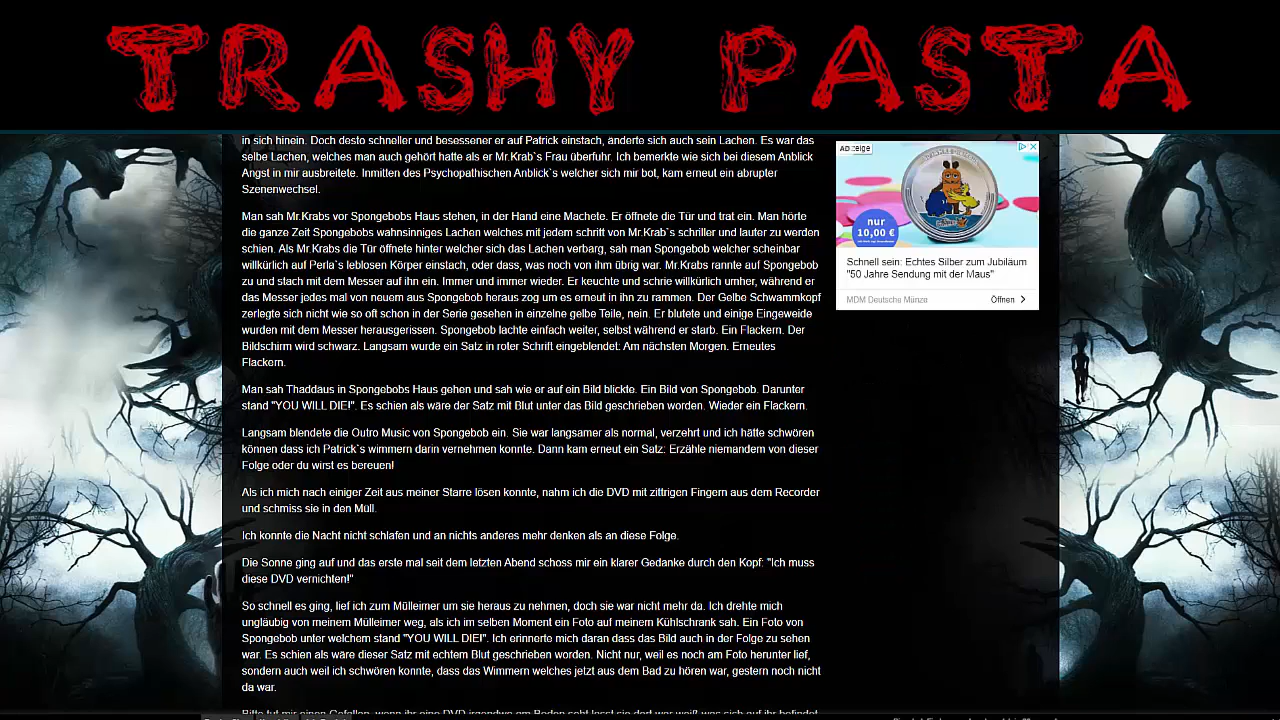 TRASHY PASTA
in sich hinein. Doch desto schneller und besessener er auf Patrick einstach, änderte sich auch sein Lachen. Es war das
selbe Lachen, welches man auch gehört hatte als er Mr.Krab`s Frau überfuhr. Ich bemerkte wie sich bei diesem Anblick
Angst in mir ausbreitete. Inmitten des Psychopathischen Anblick`s welcher sich mir bot, kam erneut ein abrupter
Szenenwechsel.
Man sah Mr.Krabs vor Spongebobs Haus stehen, in der Hand eine Machete. Er öffnete die Tür und trat ein. Man hörte
die ganze Zeit Spongebobs wahnsinniges Lachen welches mit jedem schritt von Mr.Krab`s schriller und lauter zu werden
schien. Als Mr.Krabs die Tür öffnete hinter welcher sich das Lachen verbarg, sah man Spongebob welcher scheinbar
willkürlich auf Perla`s leblosen Körper einstach, oder dass, was noch von ihm übrig war. Mr.Krabs rannte auf Spongebob
zu und stach mit dem Messer auf ihn ein. Immer und immer wieder. Er keuchte und schrie willkürlich umher, während er
das Messer jedes mal von neuem aus Spongebob heraus zog um es erneut in ihn zu rammen. Der Gelbe Schwammkopf
zerlegte sich nicht wie so oft schon in der Serie gesehen in einzelne gelbe Teile, nein. Er blutete und einige Eingeweide
wurden mit dem Messer herausgerissen. Spongebob lachte einfach weiter, selbst während er starb. Ein Flackern. Der
Bildschirm wird schwarz. Langsam wurde ein Satz in roter Schrift eingeblendet: Am nächsten Morgen. Erneutes
Flackern.
Man sah Thaddäus in Spongebobs Haus gehen und sah wie er auf ein Bild blickte. Ein Bild von Spongebob. Darunter
stand "YOU WILL DIE!". Es schien als wäre der Satz mit Blut unter das Bild geschrieben worden. Wieder ein Flackern.
Langsam blendete die Outro Music von Spongebob ein. Sie war langsamer als normal, verzehrt und ich hätte schwören
können dass ich Patrick`s wimmern darin vernehmen konnte. Dann kam erneut ein Satz: Erzähle niemandem von dieser
Folge oder du wirst es bereuen!
Als ich mich nach einiger Zeit aus meiner Starre lösen konnte, nahm ich die DVD mit zittrigen Fingern aus dem Recorder
und schmiss sie in den Müll.
Ich konnte die Nacht nicht schlafen und an nichts anderes mehr denken als an diese Folge.
Die Sonne ging auf und das erste mal seit dem letzten Abend schoss mir ein klarer Gedanke durch den Kopf: "Ich muss
diese DVD vernichten!"
So schnell es ging, lief ich zum Mülleimer um sie heraus zu nehmen, doch sie war nicht mehr da. Ich drehte mich
ungläubig von meinem Mülleimer weg, als ich im selben Moment ein Foto auf meinem Kühlschrank sah. Ein Foto von
Spongebob unter welchem stand "YOU WILL DIE!". Ich erinnerte mich daran dass das Bild auch in der Folge zu sehen
war. Es schien als wäre dieser Satz mit echtem Blut geschrieben worden. Nicht nur, weil es noch am Foto herunter lief,
sondern auch weil ich schwören konnte, dass das Wimmern welches jetzt aus dem Bad zu hören war, gestern noch nicht
da war.
nur
10,00 €
Schnell sein: Echtes Silber zum Jubiläum
"50 Jahre Sendung mit der Maus"
MDM Deutsche Münze
Öffnen